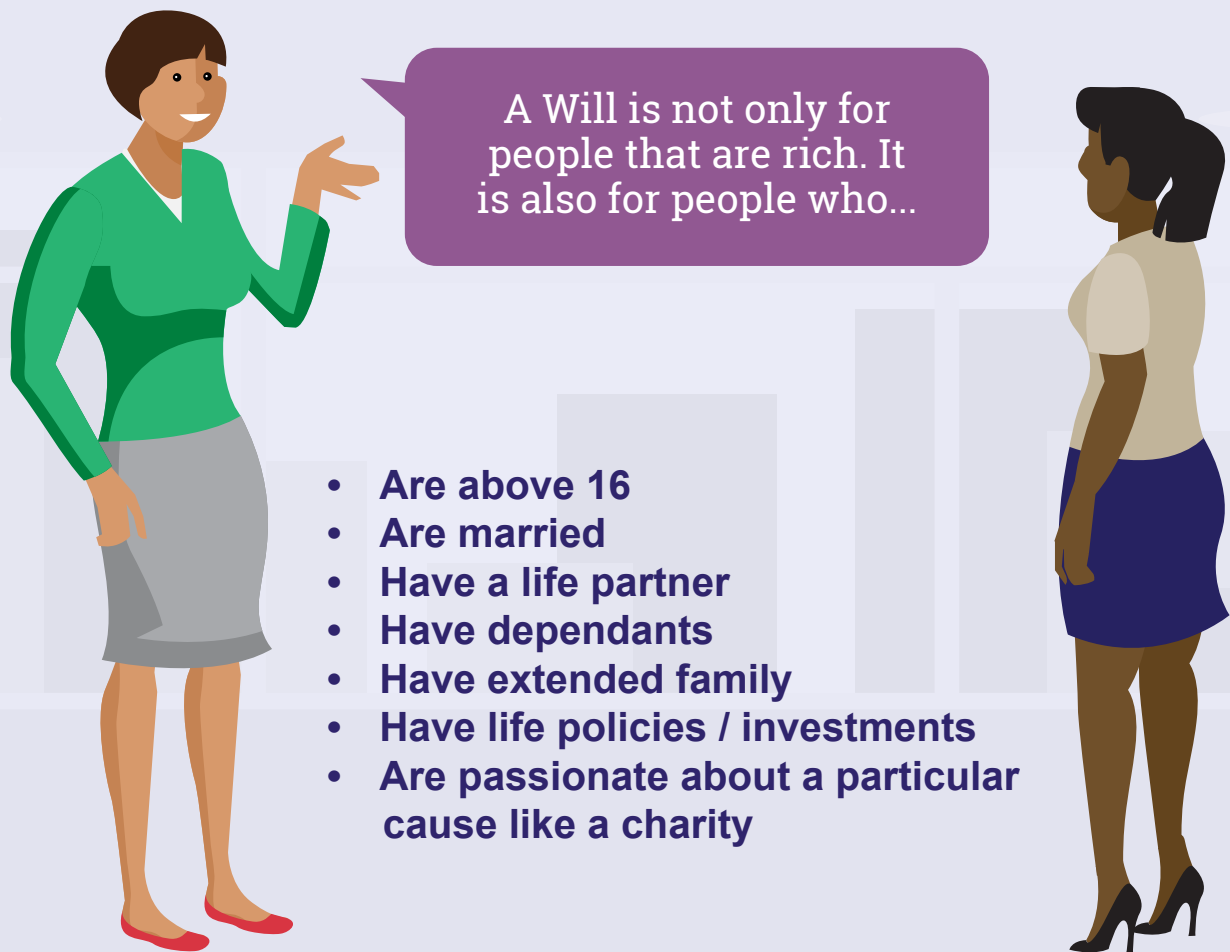 A Will is not only for
people that are rich. It
is also for people who...
• Are above 16
• Are married
• Have a life partner
• Have dependants
• Have extended family
• Have life policies / investments
• Are passionate about a particular
cause like a charity